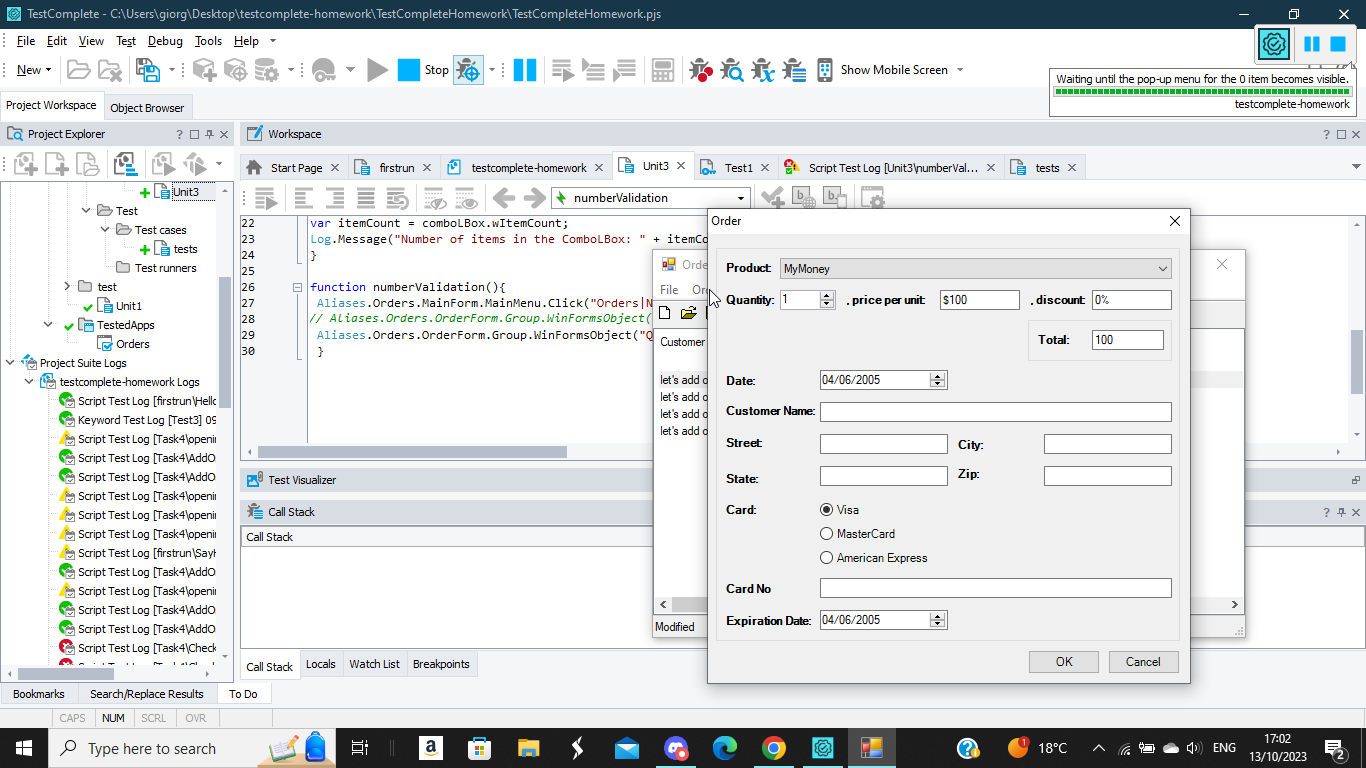 TestComplete - C:\Users\giorg\Desktop\testcomplete-homework\TestCompleteHomework\TestCompleteHomework.pjs
File Edit View Test Debug Tools Help
New Stop Show Mobile Screen
Waiting until the pop-up menu for the 0 item becomes visible.
testcomplete-homework
Project Workspace Object Browser
Project Explorer
Workspace
Start Page firstrun testcomplete-homework Unit3 Test1 Script Test Log [Unit3\numberVal... tests
numberValidation
Unit3
Test
Test cases
tests
Test runners
test
Unit1
TestedApps
Orders
Project Suite Logs
testcomplete-homework Logs
Script Test Log [firstrun\Hello
Keyword Test Log [Test3] 09
Script Test Log [Task4\openi
Script Test Log [Task4\AddO
Script Test Log [Task4\AddO
Script Test Log [Task4\openi
Script Test Log [Task4\openi
Script Test Log [Task4\openi
Script Test Log [firstrun\SayH
Script Test Log [Task4\AddO
Script Test Log [Task4\openi
Script Test Log [Task4\AddO
Script Test Log [Task4\AddO
Script Test Log [Task4\Check
22 var itemCount = comboLBox.wItemCount;
23 Log.Message("Number of items in the ComboLBox: " + itemCo
24 }
25
26 function numberValidation(){
27 Aliases.Orders.MainForm.MainMenu.Click("Orders|N
28 // Aliases.Orders.OrderForm.Group.WinFormsObject(
29 Aliases.Orders.OrderForm.Group.WinFormsObject("Q
30 }
Test Visualizer
Call Stack
Call Stack
Call Stack Locals Watch List Breakpoints
Bookmarks Search/Replace Results To Do
CAPS NUM SCRL OVR
Orde
File Or
Customer
let's add o
let's add o
let's add o
let's add o
Modified
Order
Product: MyMoney
Quantity: 1 , price per unit: $100 , discount: 0%
Total: 100
Date: 04/06/2005
Customer Name:
Street: City:
State: Zip:
Card: Visa
MasterCard
American Express
Card No
Expiration Date: 04/06/2005
OK Cancel
Type here to search
1 18°C ENG 17:02
13/10/2023 2